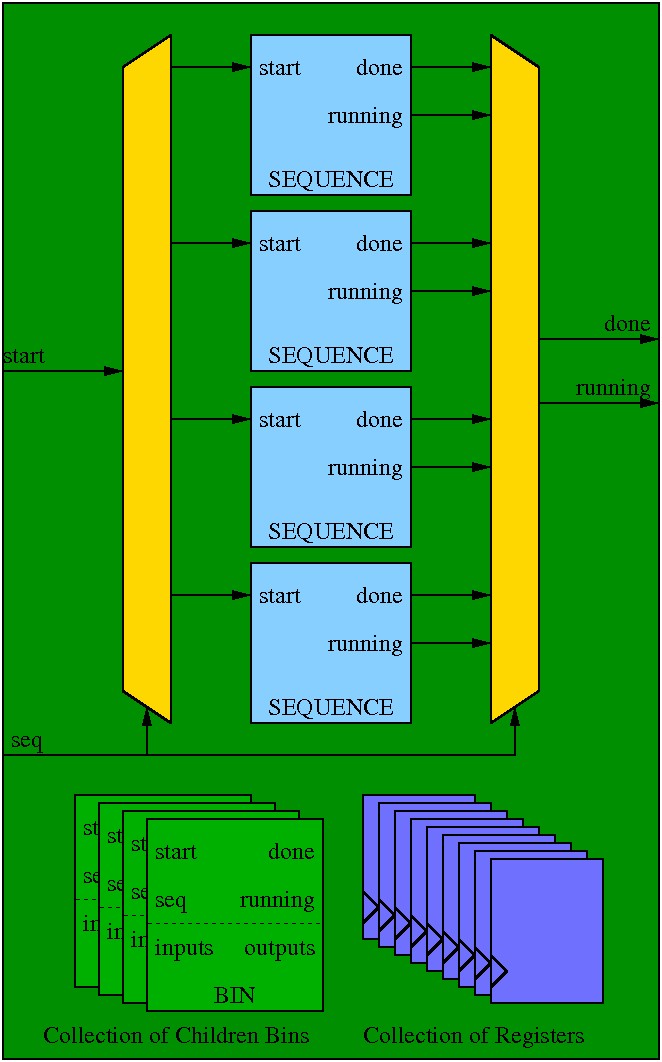 start done
running
SEQUENCE
start done
running
SEQUENCE
done
start
running
start done
running
SEQUENCE
start done
running
SEQUENCE
seq
st
se
in
st
se
in
st
se
in
start done
seq running
inputs outputs
BIN
Collection of Children Bins
Collection of Registers